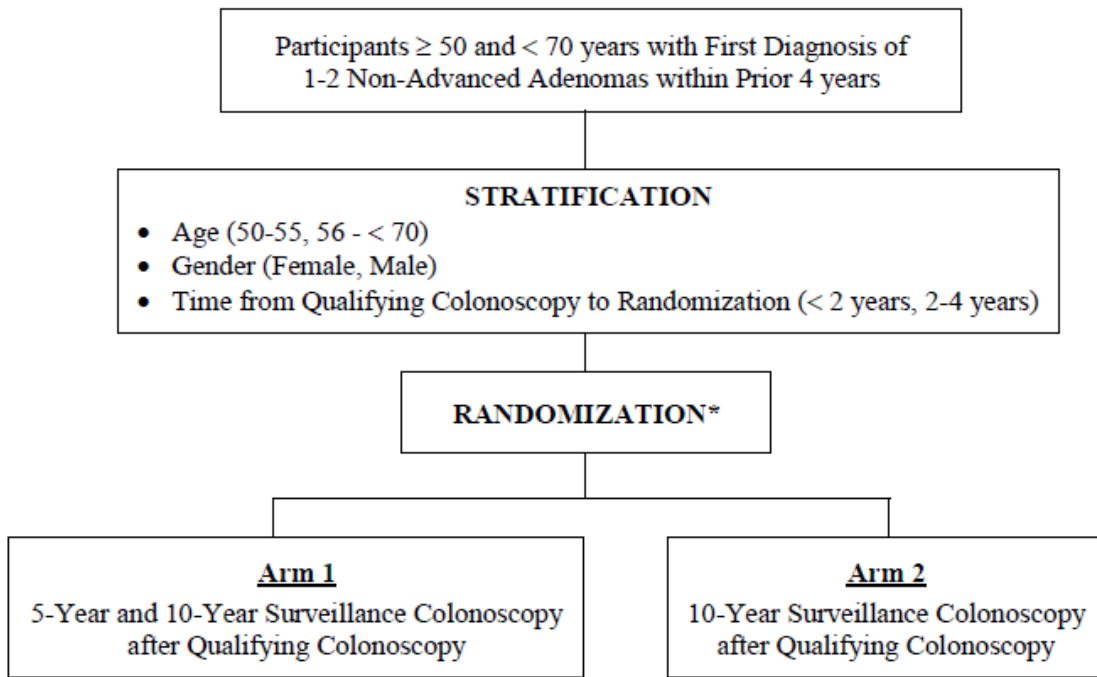 Participants ≥ 50 and < 70 years with First Diagnosis of
1-2 Non-Advanced Adenomas within Prior 4 years
STRATIFICATION
• Age (50-55, 56 - < 70)
• Gender (Female, Male)
• Time from Qualifying Colonoscopy to Randomization (< 2 years, 2-4 years)
RANDOMIZATION*
Arm 1
5-Year and 10-Year Surveillance Colonoscopy
after Qualifying Colonoscopy
Arm 2
10-Year Surveillance Colonoscopy
after Qualifying Colonoscopy